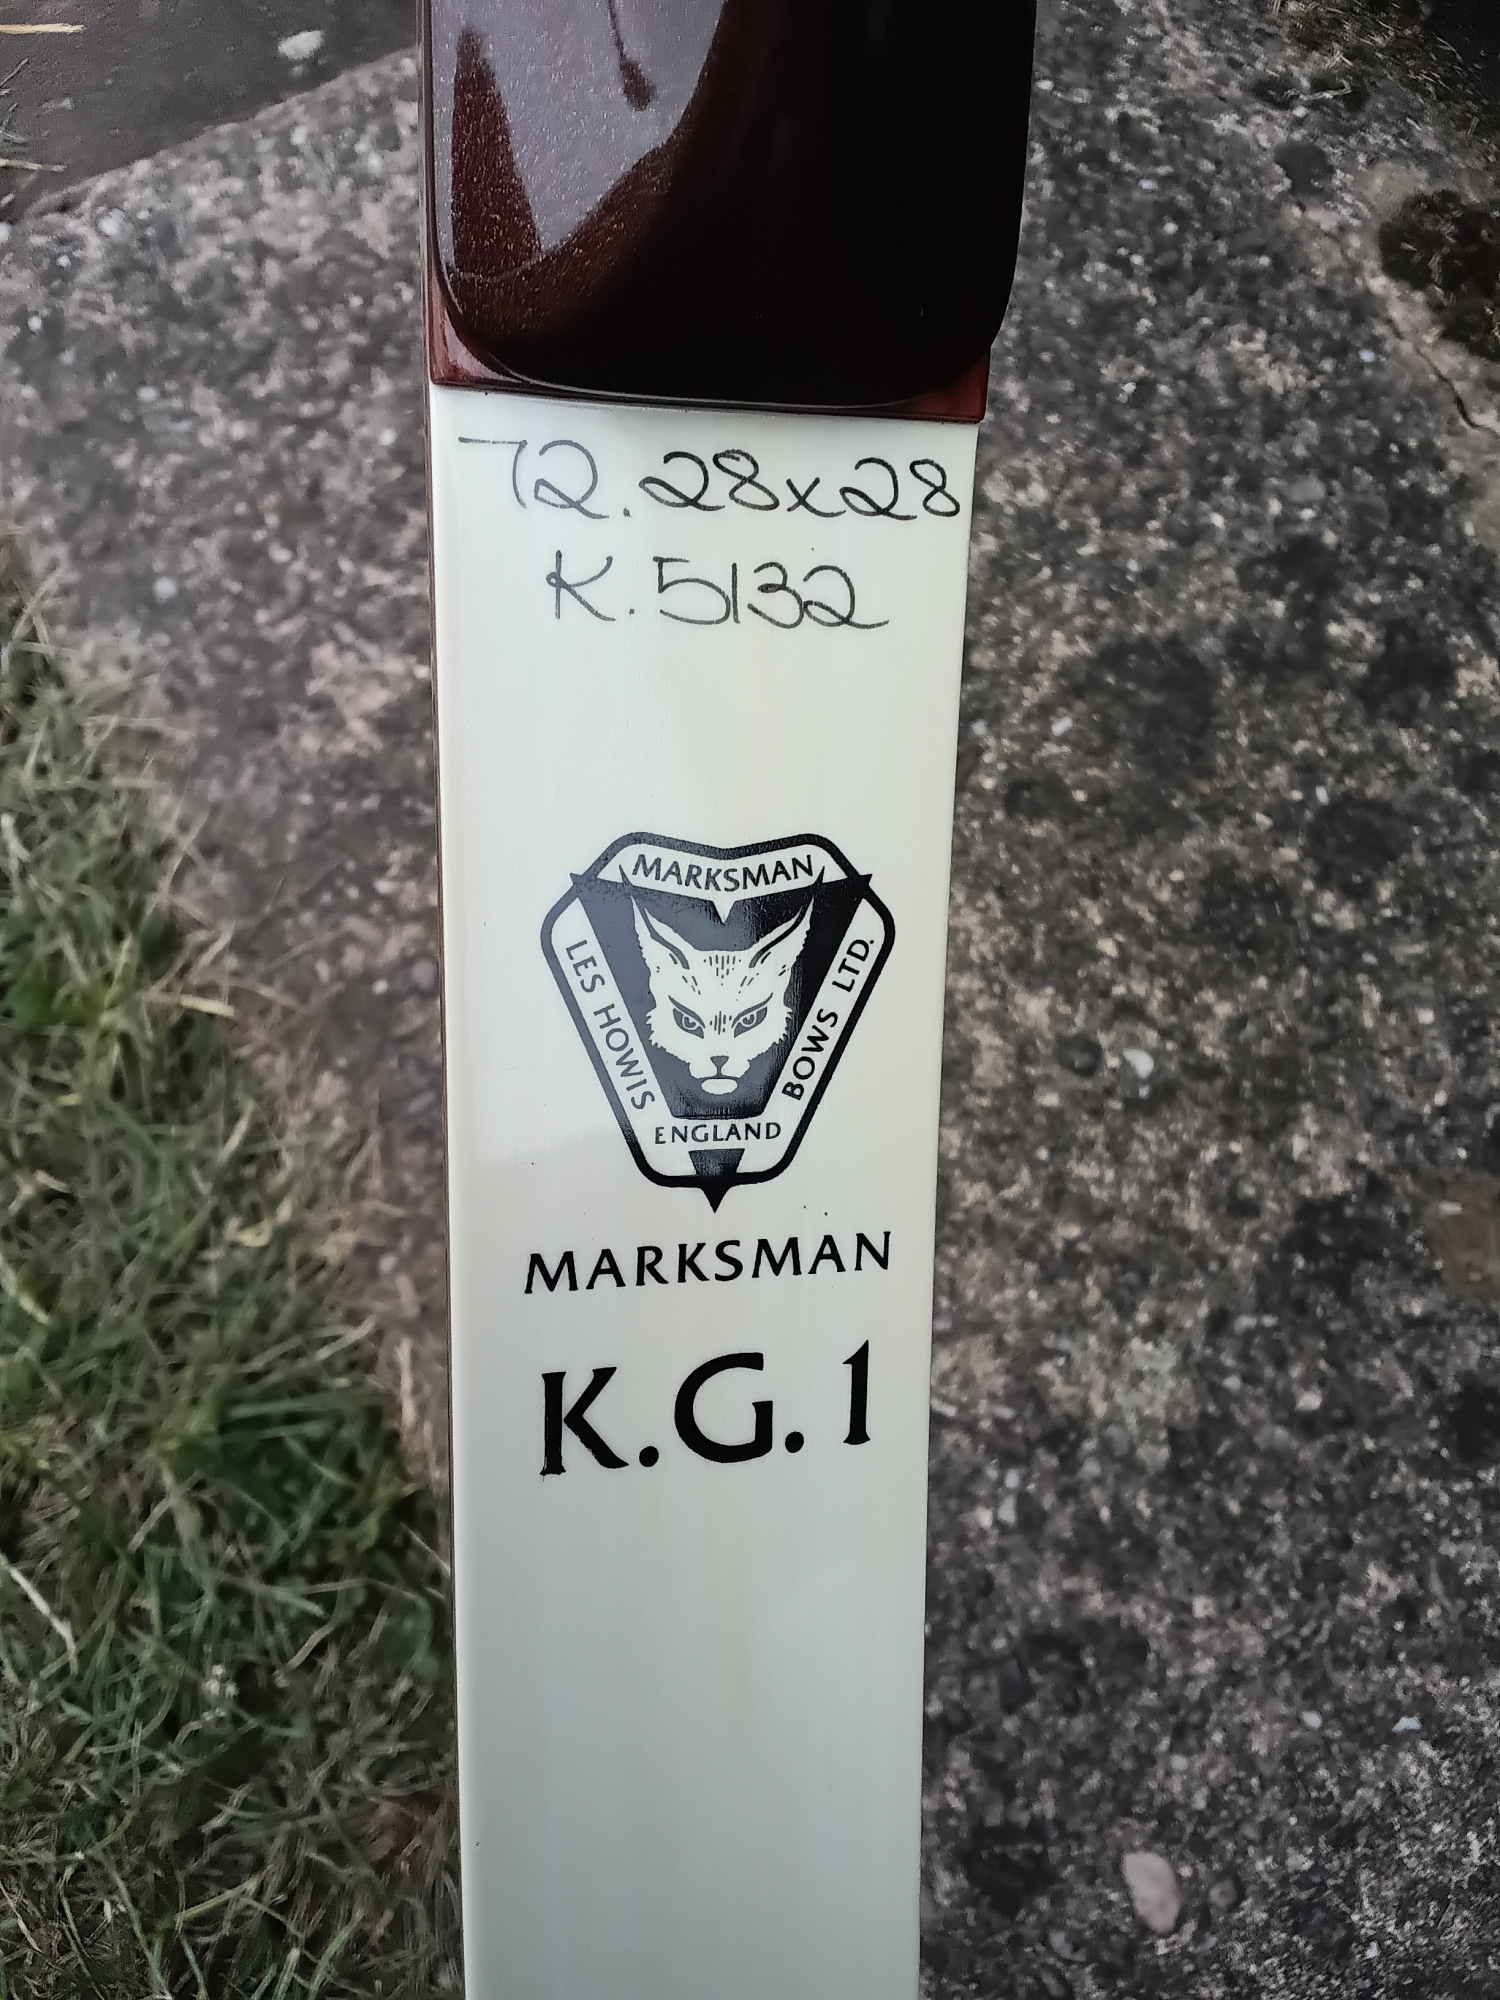 72.28x28
K.5132
MARKSMAN
LES HOWIS
BOWS LTD.
ENGLAND
MARKSMAN
K.G.1